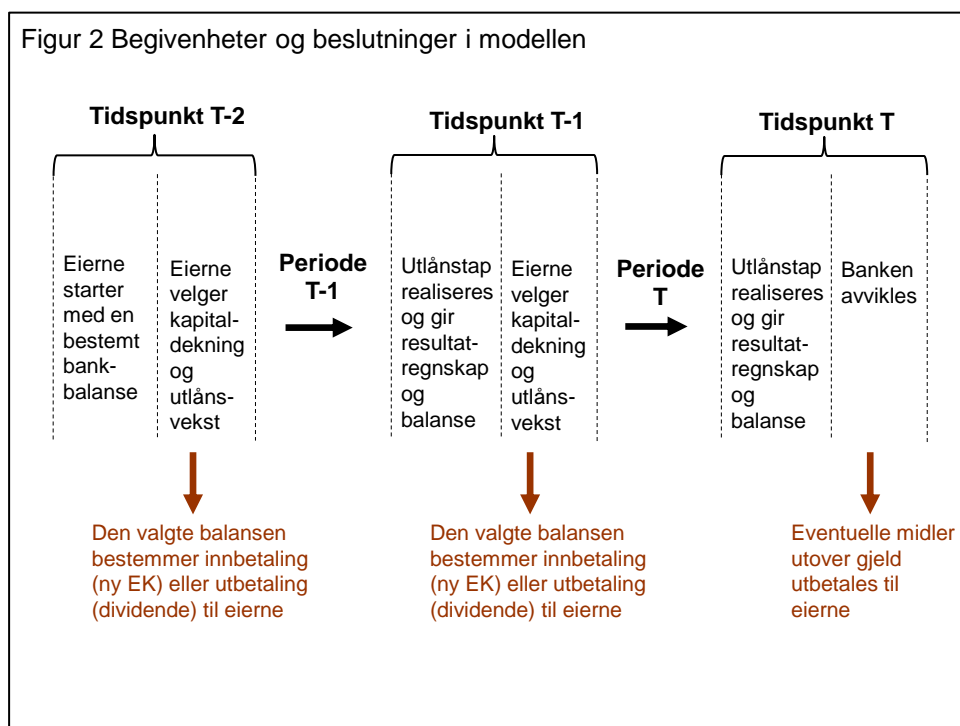 Figur 2 Begivenheter og beslutninger i modellen
Tidspunkt T-2
Eierne
starter
med en
bestemt
bank-
balanse
Eierne
velger
kapital-
dekning
og
utlåns-
vekst
Den valgte balansen
bestemmer innbetaling
(ny EK) eller utbetaling
(dividende) til eierne
Periode
T-1
Tidspunkt T-1
Utlånstap
realiseres
og gir
resultat-
regnskap
og
balanse
Eierne
velger
kapital-
dekning
og
utlåns-
vekst
Den valgte balansen
bestemmer innbetaling
(ny EK) eller utbetaling
(dividende) til eierne
Periode
T
Tidspunkt T
Utlånstap
realiseres
og gir
resultat-
regnskap
og
balanse
Banken
avvikles
Eventuelle midler
utover gjeld
utbetales til
eierne